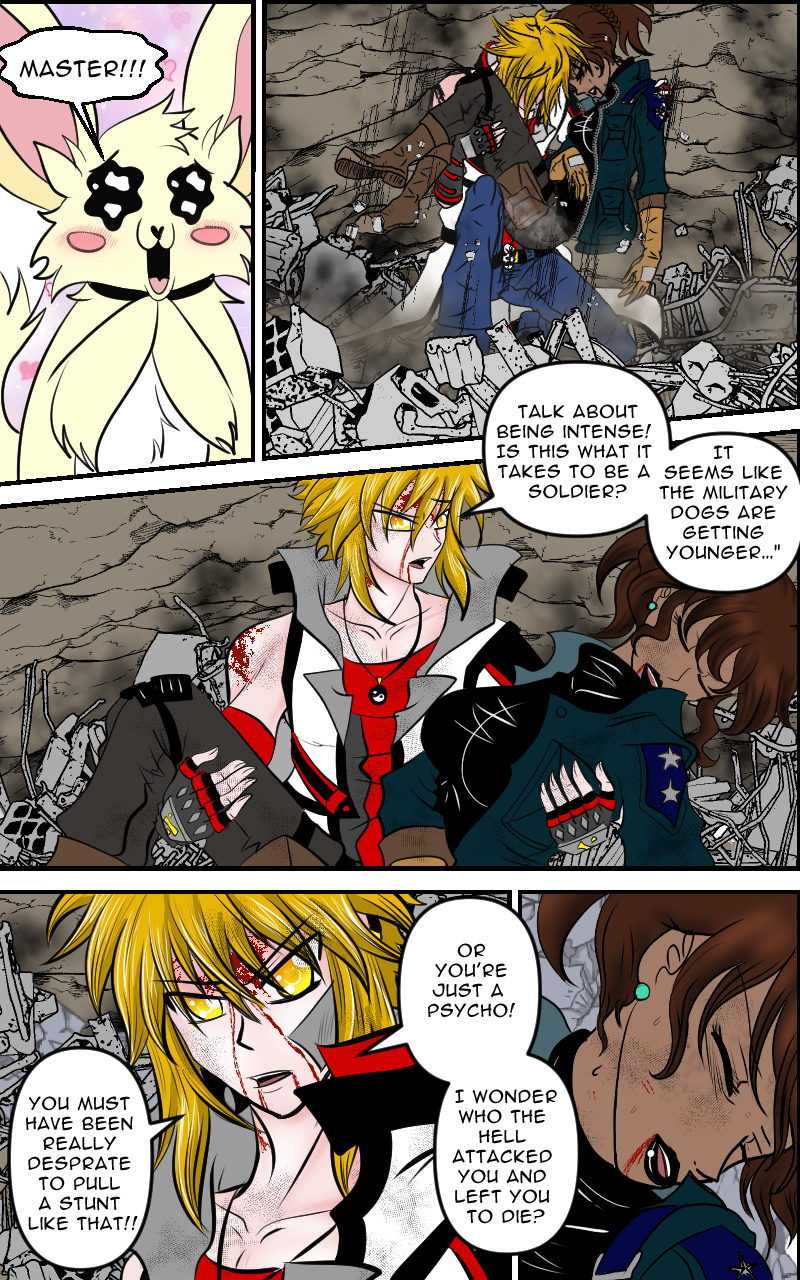 MASTER!!!
TALK ABOUT
BEING INTENSE!
IS THIS WHAT IT
TAKES TO BE A
SOLDIER?
IT
SEEMS LIKE
THE MILITARY
DOGS ARE
GETTING
YOUNGER..."
OR
YOU'RE
JUST A
PSYCHO!
I WONDER
WHO THE
HELL
ATTACKED
YOU AND
LEFT YOU
TO DIE?
YOU MUST
HAVE BEEN
REALLY
DESPRATE
TO PULL
A STUNT
LIKE THAT!!